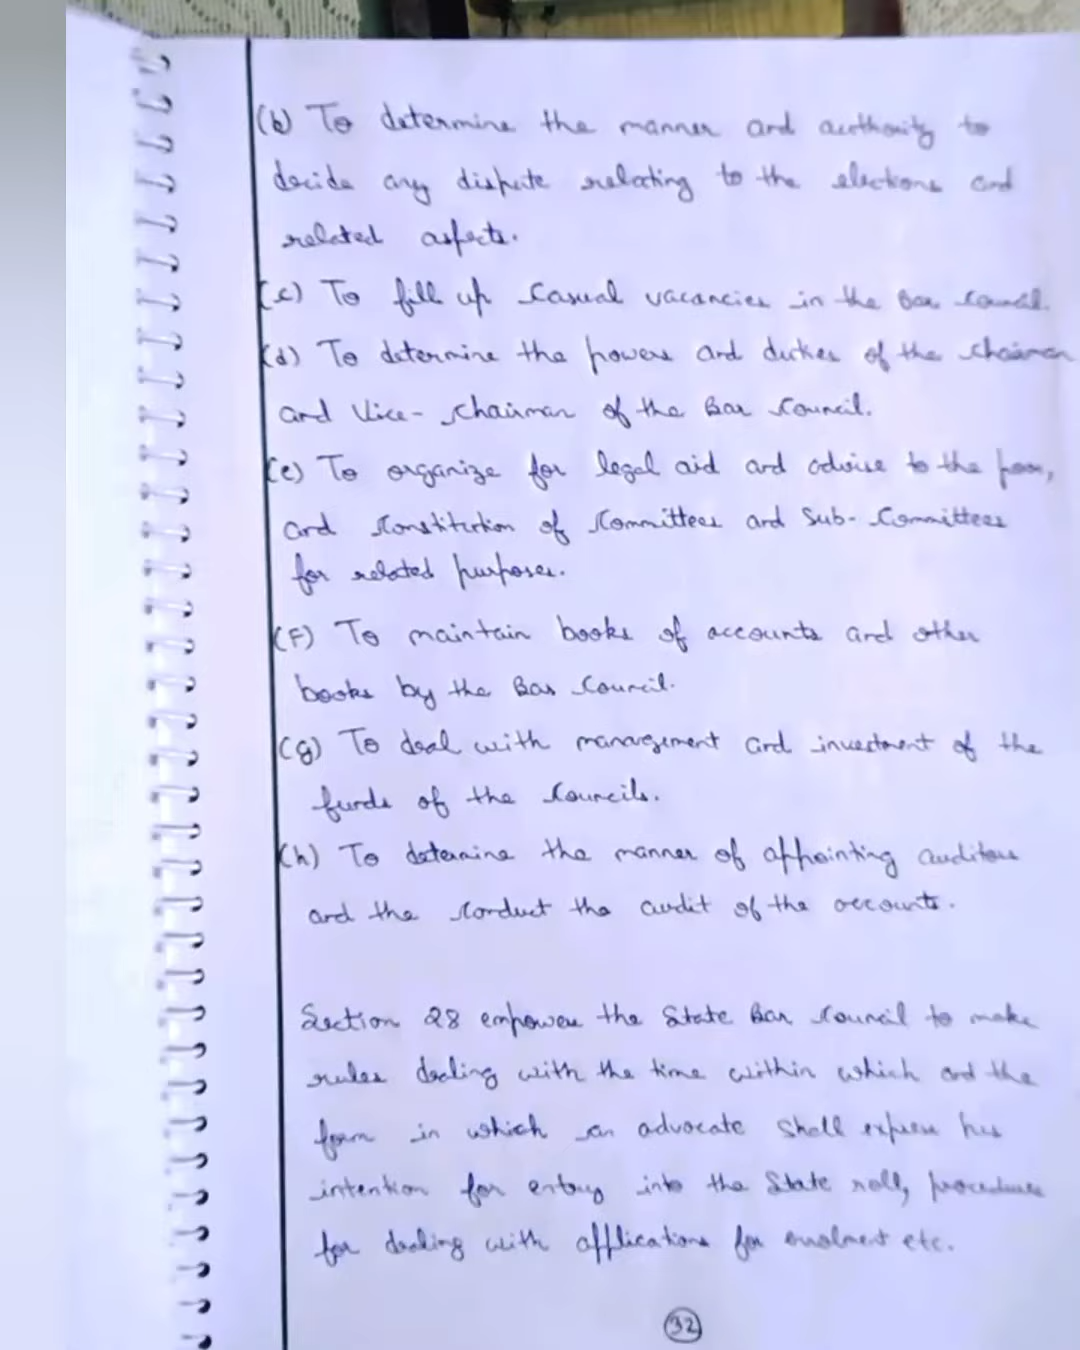 (b) To determine the manner and authority to
decide any dispute relating to the elections and
related aspects.
(c) To fill up casual vacancies in the Bar Council.
(d) To determine the powers and duties of the Chairman
and Vice-Chairman of the Bar Council.
(e) To organize for legal aid and advise to the poor,
and Constitution of Committees and Sub-Committees
for related purposes.
(F) To maintain books of accounts and other
books by the Bar Council.
(g) To deal with management and investment of the
funds of the Councils.
(h) To determine the manner of appointing auditors
and the conduct the audit of the accounts.
Section 28 empowers the State Bar Council to make
rules dealing with the time within which and the
form in which an advocate shall express his
intention for entry into the State roll, procedure
for dealing with applications for enrolment etc.
32